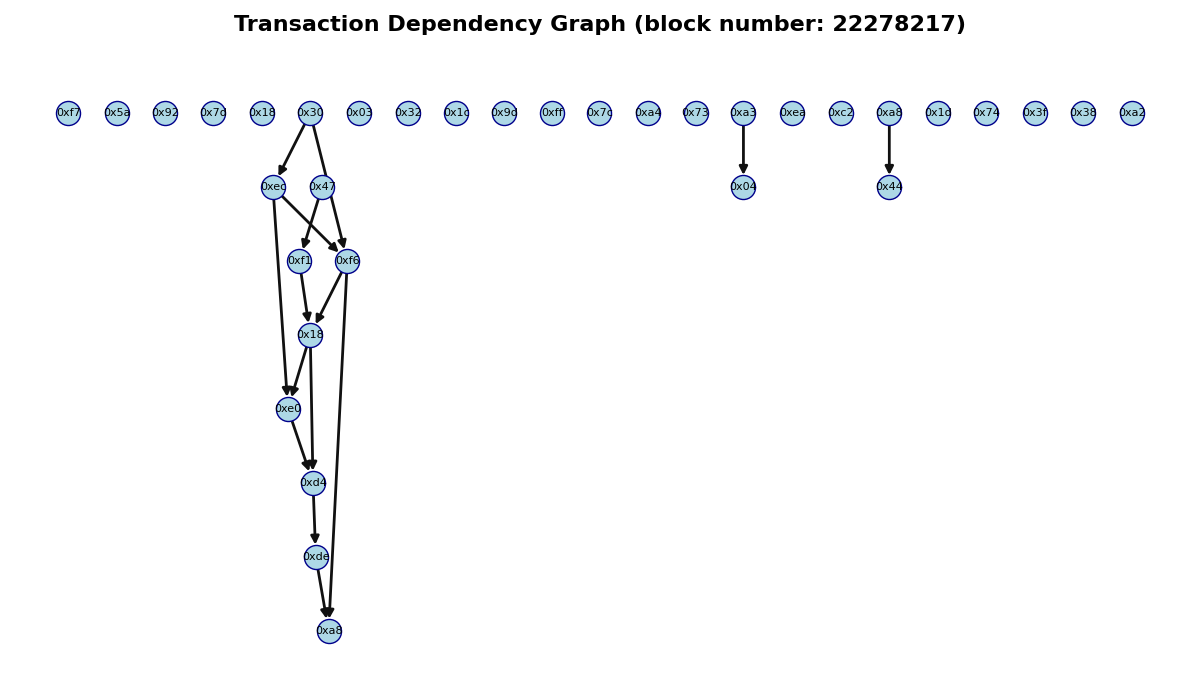 Transaction Dependency Graph (block number: 22278217)
0xf7 0x5a 0x92 0x7d 0x18 0x30 0x03 0x32 0x1c 0x9d 0xff 0x7c 0xa4 0x73 0xa3 0xea 0xc2 0xa8 0x1d 0x74 0x3f 0x38 0xa2
0xec 0x47 0x04 0x44
0xf1 0xf6
0x18
0xe0
0xd4
0xde
0xa8